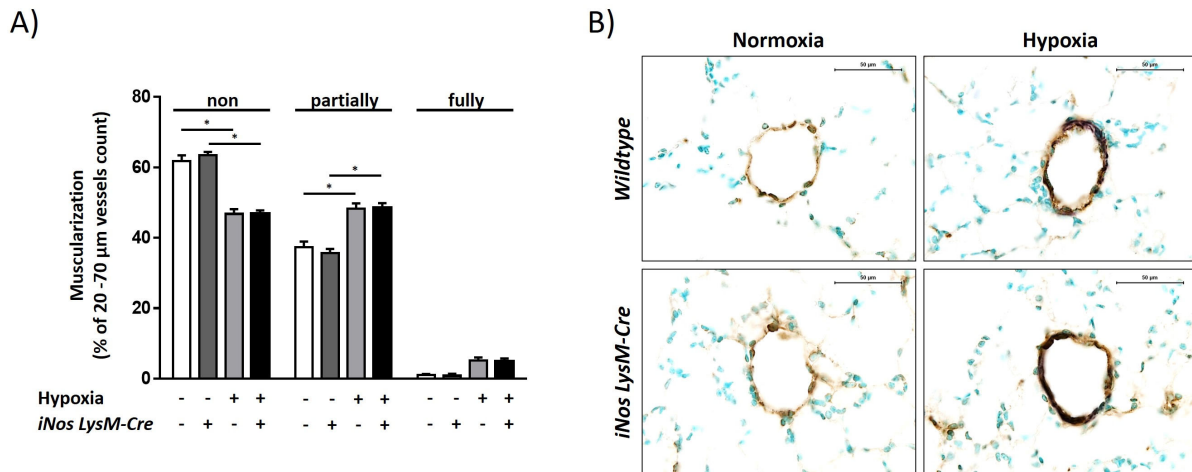 A)
80
60
40
20
0
Muscularization
(% of 20 -70 µm vessels count)
non
partially
fully
*
*
*
*
Hypoxia - - + + - - + + - - + +
iNos LysM-Cre - + - + - + - + - + - +
B)
Normoxia
Hypoxia
Wildtype
50 µm
50 µm
iNos LysM-Cre
50 µm
50 µm